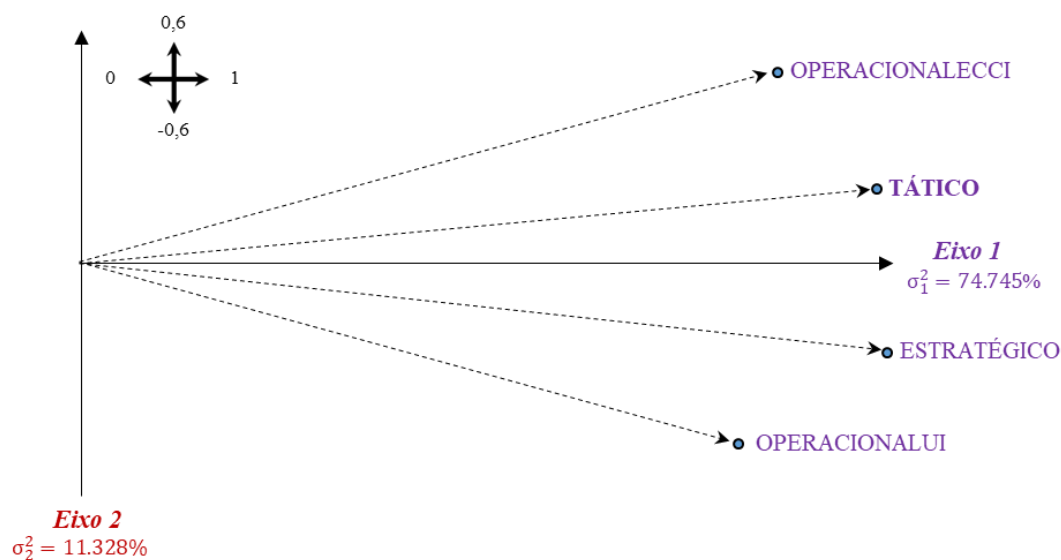 0,6
0 1
-0,6
OPERACIONALECCI
TÁTICO
Eixo 1
σ₁² = 74.745%
ESTRATÉGICO
OPERACIONALUI
Eixo 2
σ₂² = 11.328%